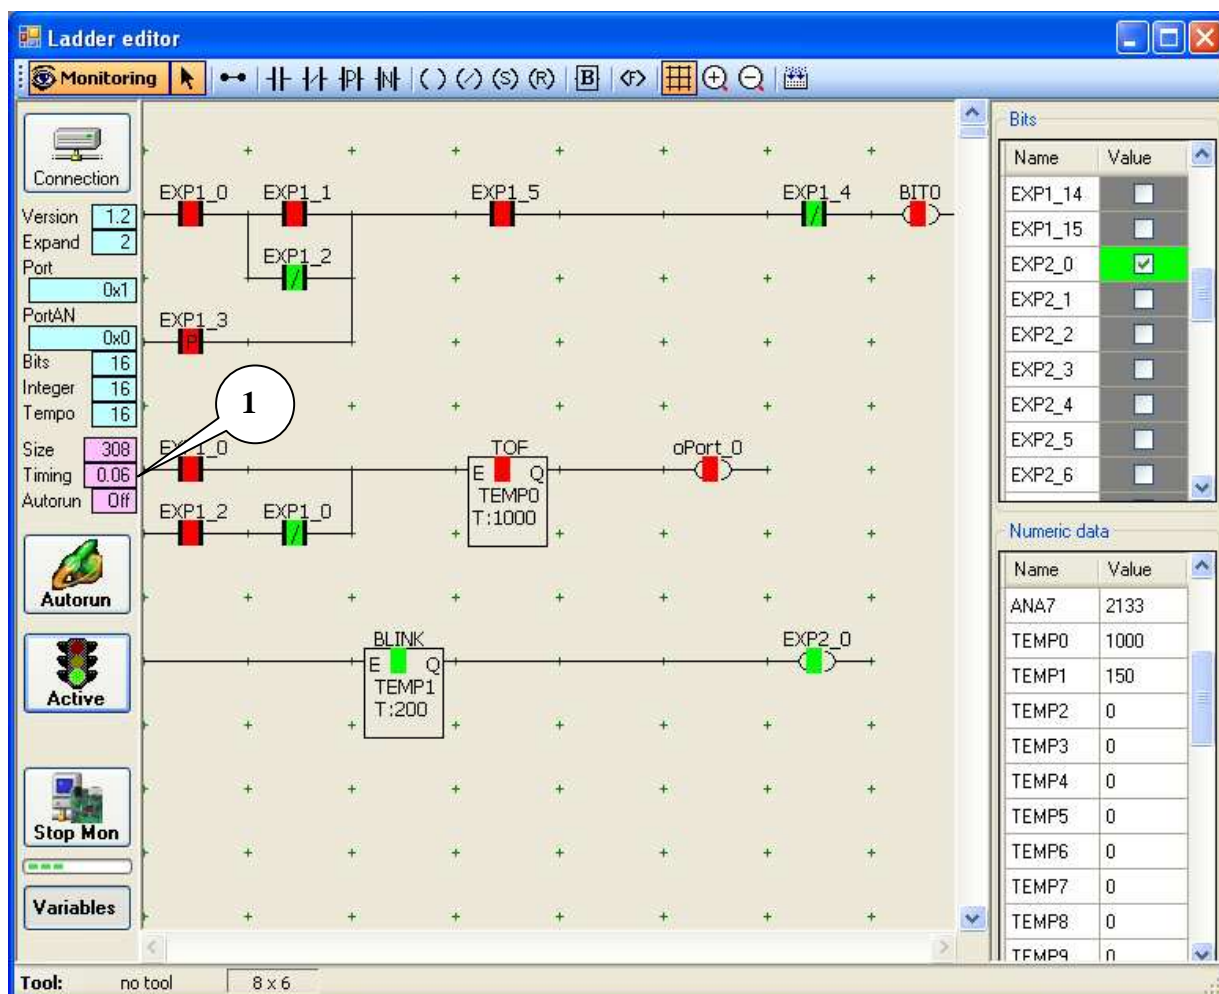 Ladder editor
Monitoring P N ( ) (/) (S) (R) B <F>
Connection
Version 1.2
Expand 2
Port
0x1
PortAN
0x0
Bits 16
Integer 16
Tempo 16
Size 308
Timing 0.06
Autorun Off
Autorun
Active
Stop Mon
Variables
EXP1_0 EXP1_1 EXP1_5 EXP1_4 BIT0
EXP1_2
EXP1_3
P
1
EXP1_0 TOF oPort_0
E Q
TEMP0
T:1000
EXP1_2 EXP1_0
BLINK EXP2_0
E Q
TEMP1
T:200
Bits
Name Value
EXP1_14
EXP1_15
EXP2_0
EXP2_1
EXP2_2
EXP2_3
EXP2_4
EXP2_5
EXP2_6
Numeric data
Name Value
ANA7 2133
TEMP0 1000
TEMP1 150
TEMP2 0
TEMP3 0
TEMP4 0
TEMP5 0
TEMP6 0
TEMP7 0
TEMP8 0
TEMP9 0
Tool: no tool 8 x 6